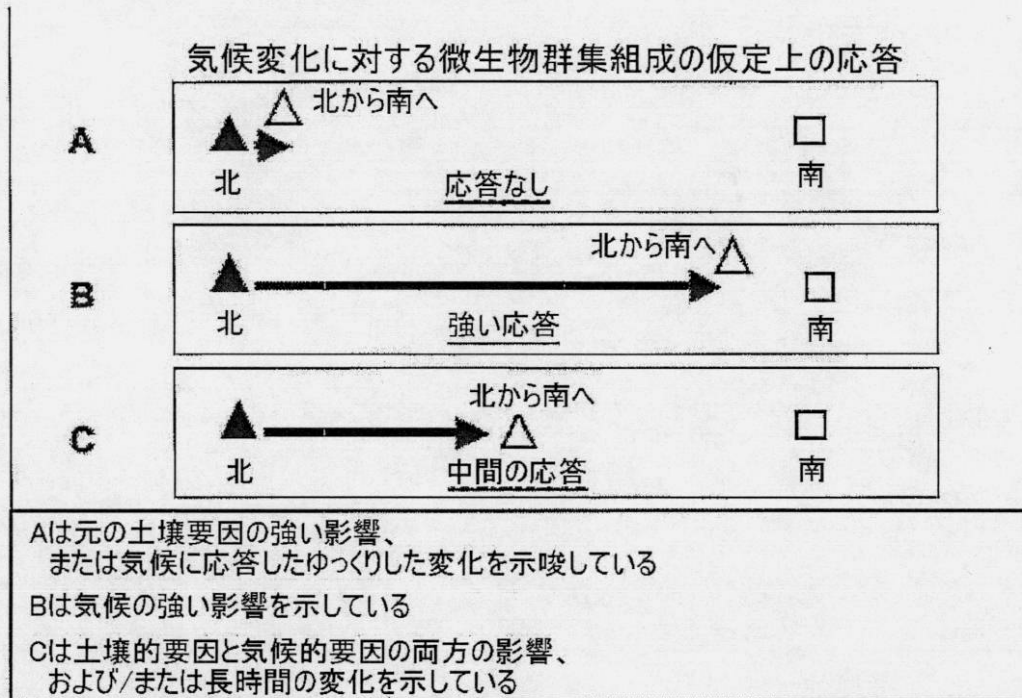 気候変化に対する微生物群集組成の仮定上の応答
A
北から南へ
北
応答なし
南
B
北から南へ
北
強い応答
南
C
北から南へ
北
中間の応答
南
Aは元の土壌要因の強い影響、
または気候に応答したゆっくりした変化を示唆している
Bは気候の強い影響を示している
Cは土壌的要因と気候的要因の両方の影響、
および/または長時間の変化を示している